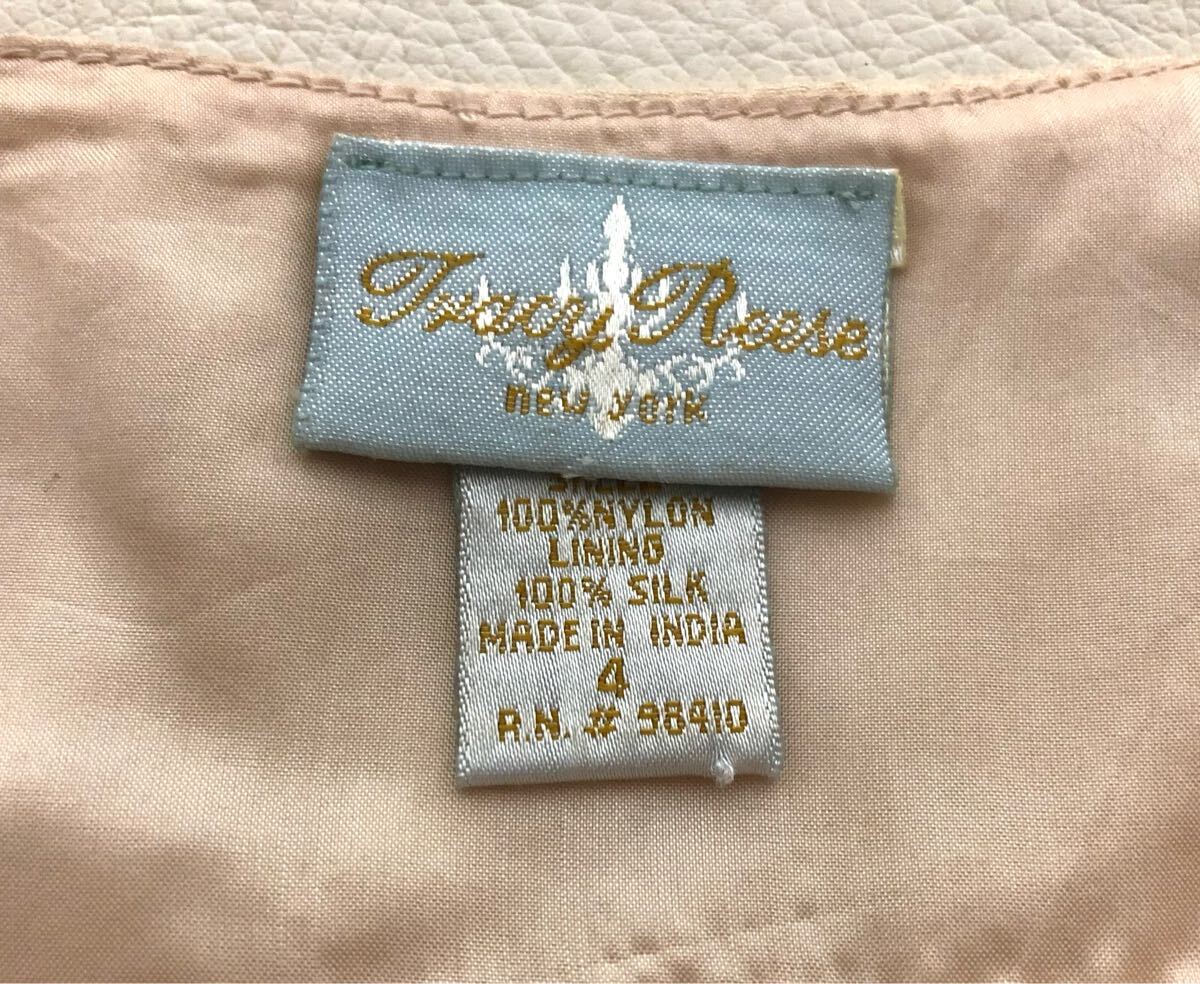 Tracy Reese
new york
100%NYLON
LINING
100% SILK
MADE IN INDIA
4
R.N. # 98410